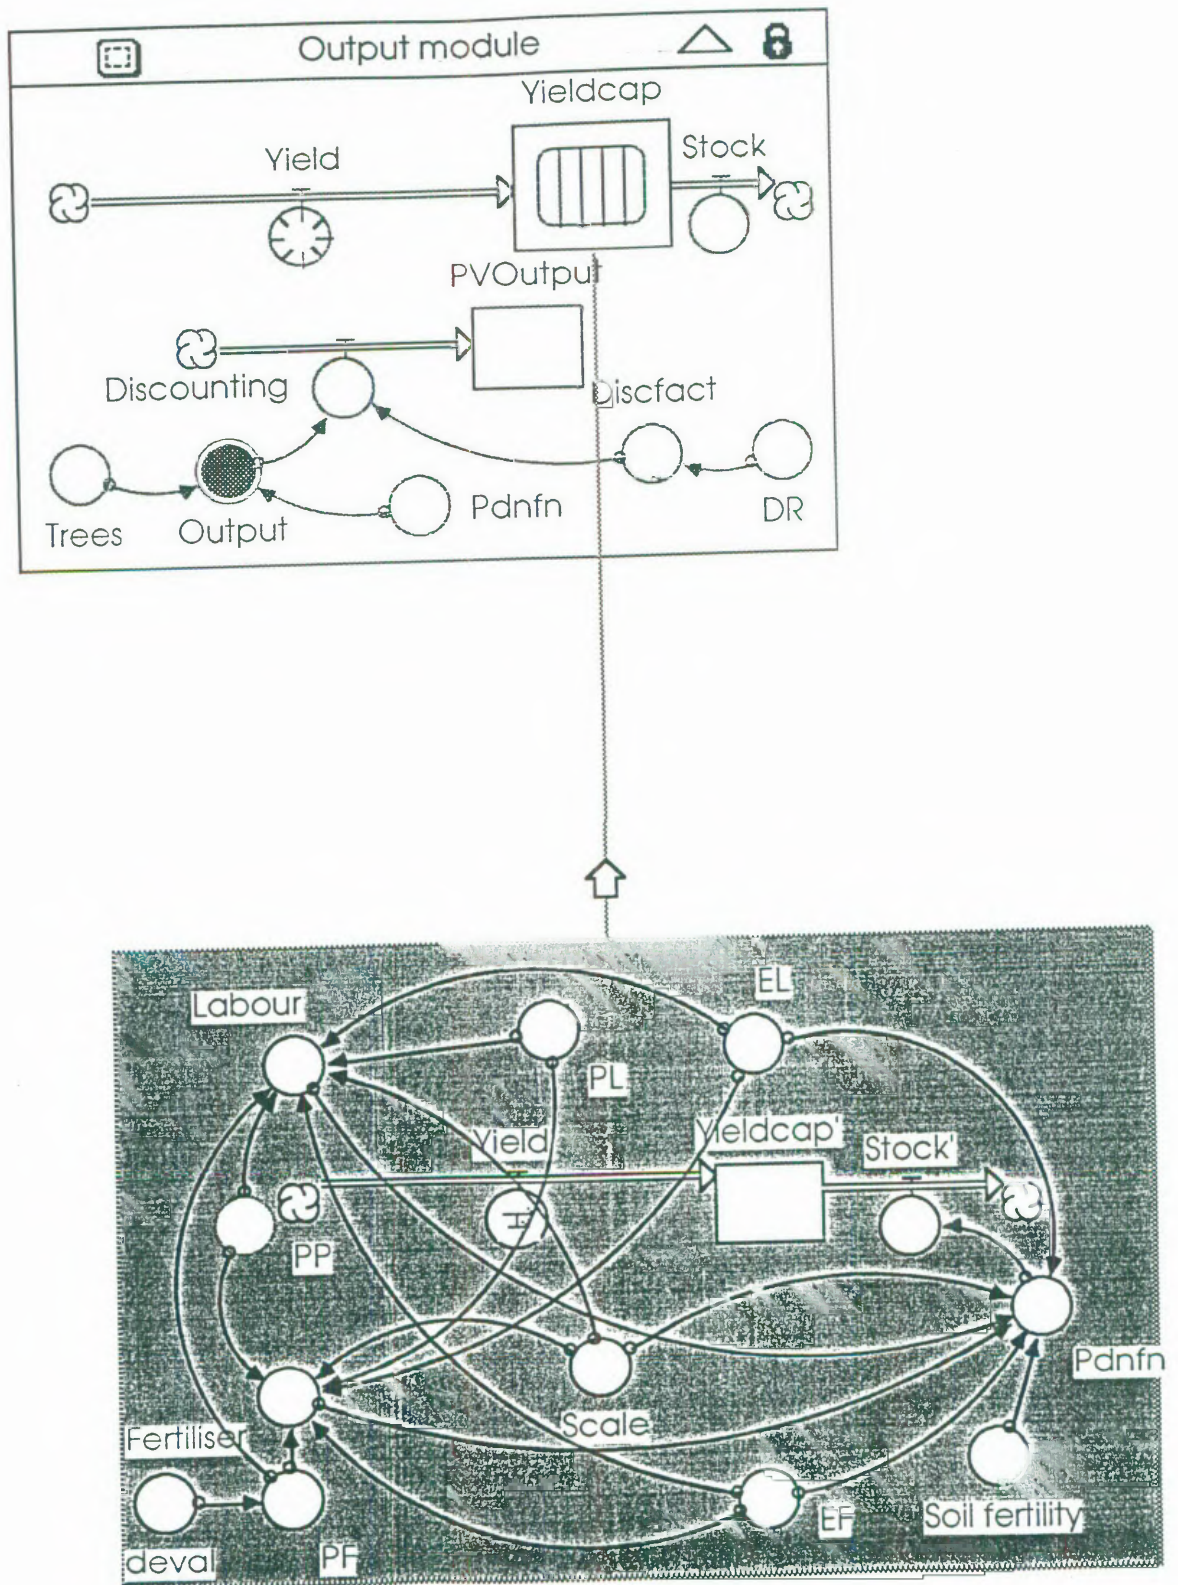 Output module
Yieldcap
Yield
Stock
PVOutput
Discounting
Discfact
Trees
Output
Pdnfn
DR
EL
Labour
PL
Yield
Yieldcap'
Stock'
PP
Pdnfn
Scale
Fertiliser
EF
Soil fertility
deval
PF